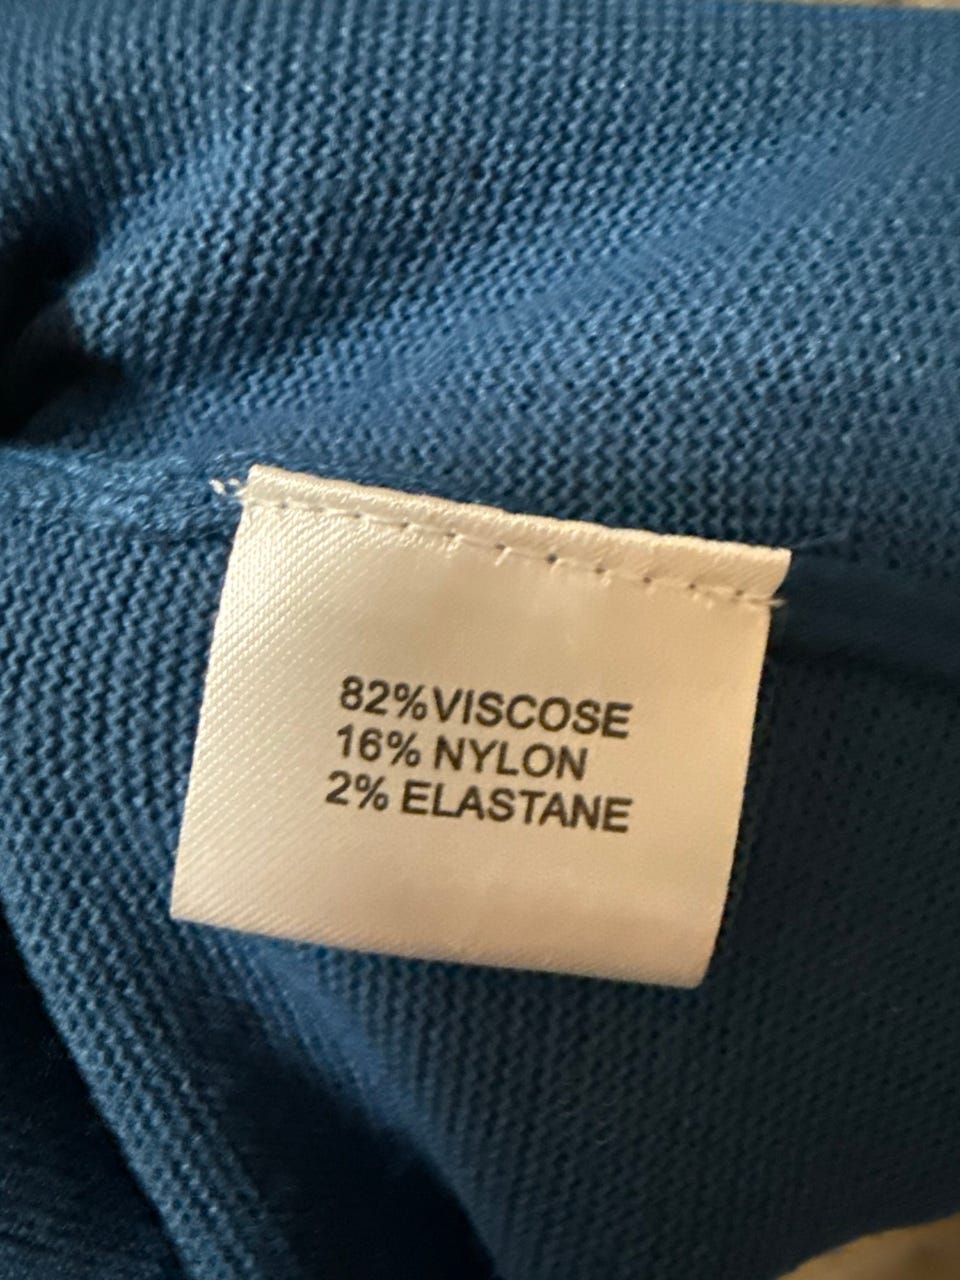 82%VISCOSE
16% NYLON
2% ELASTANE